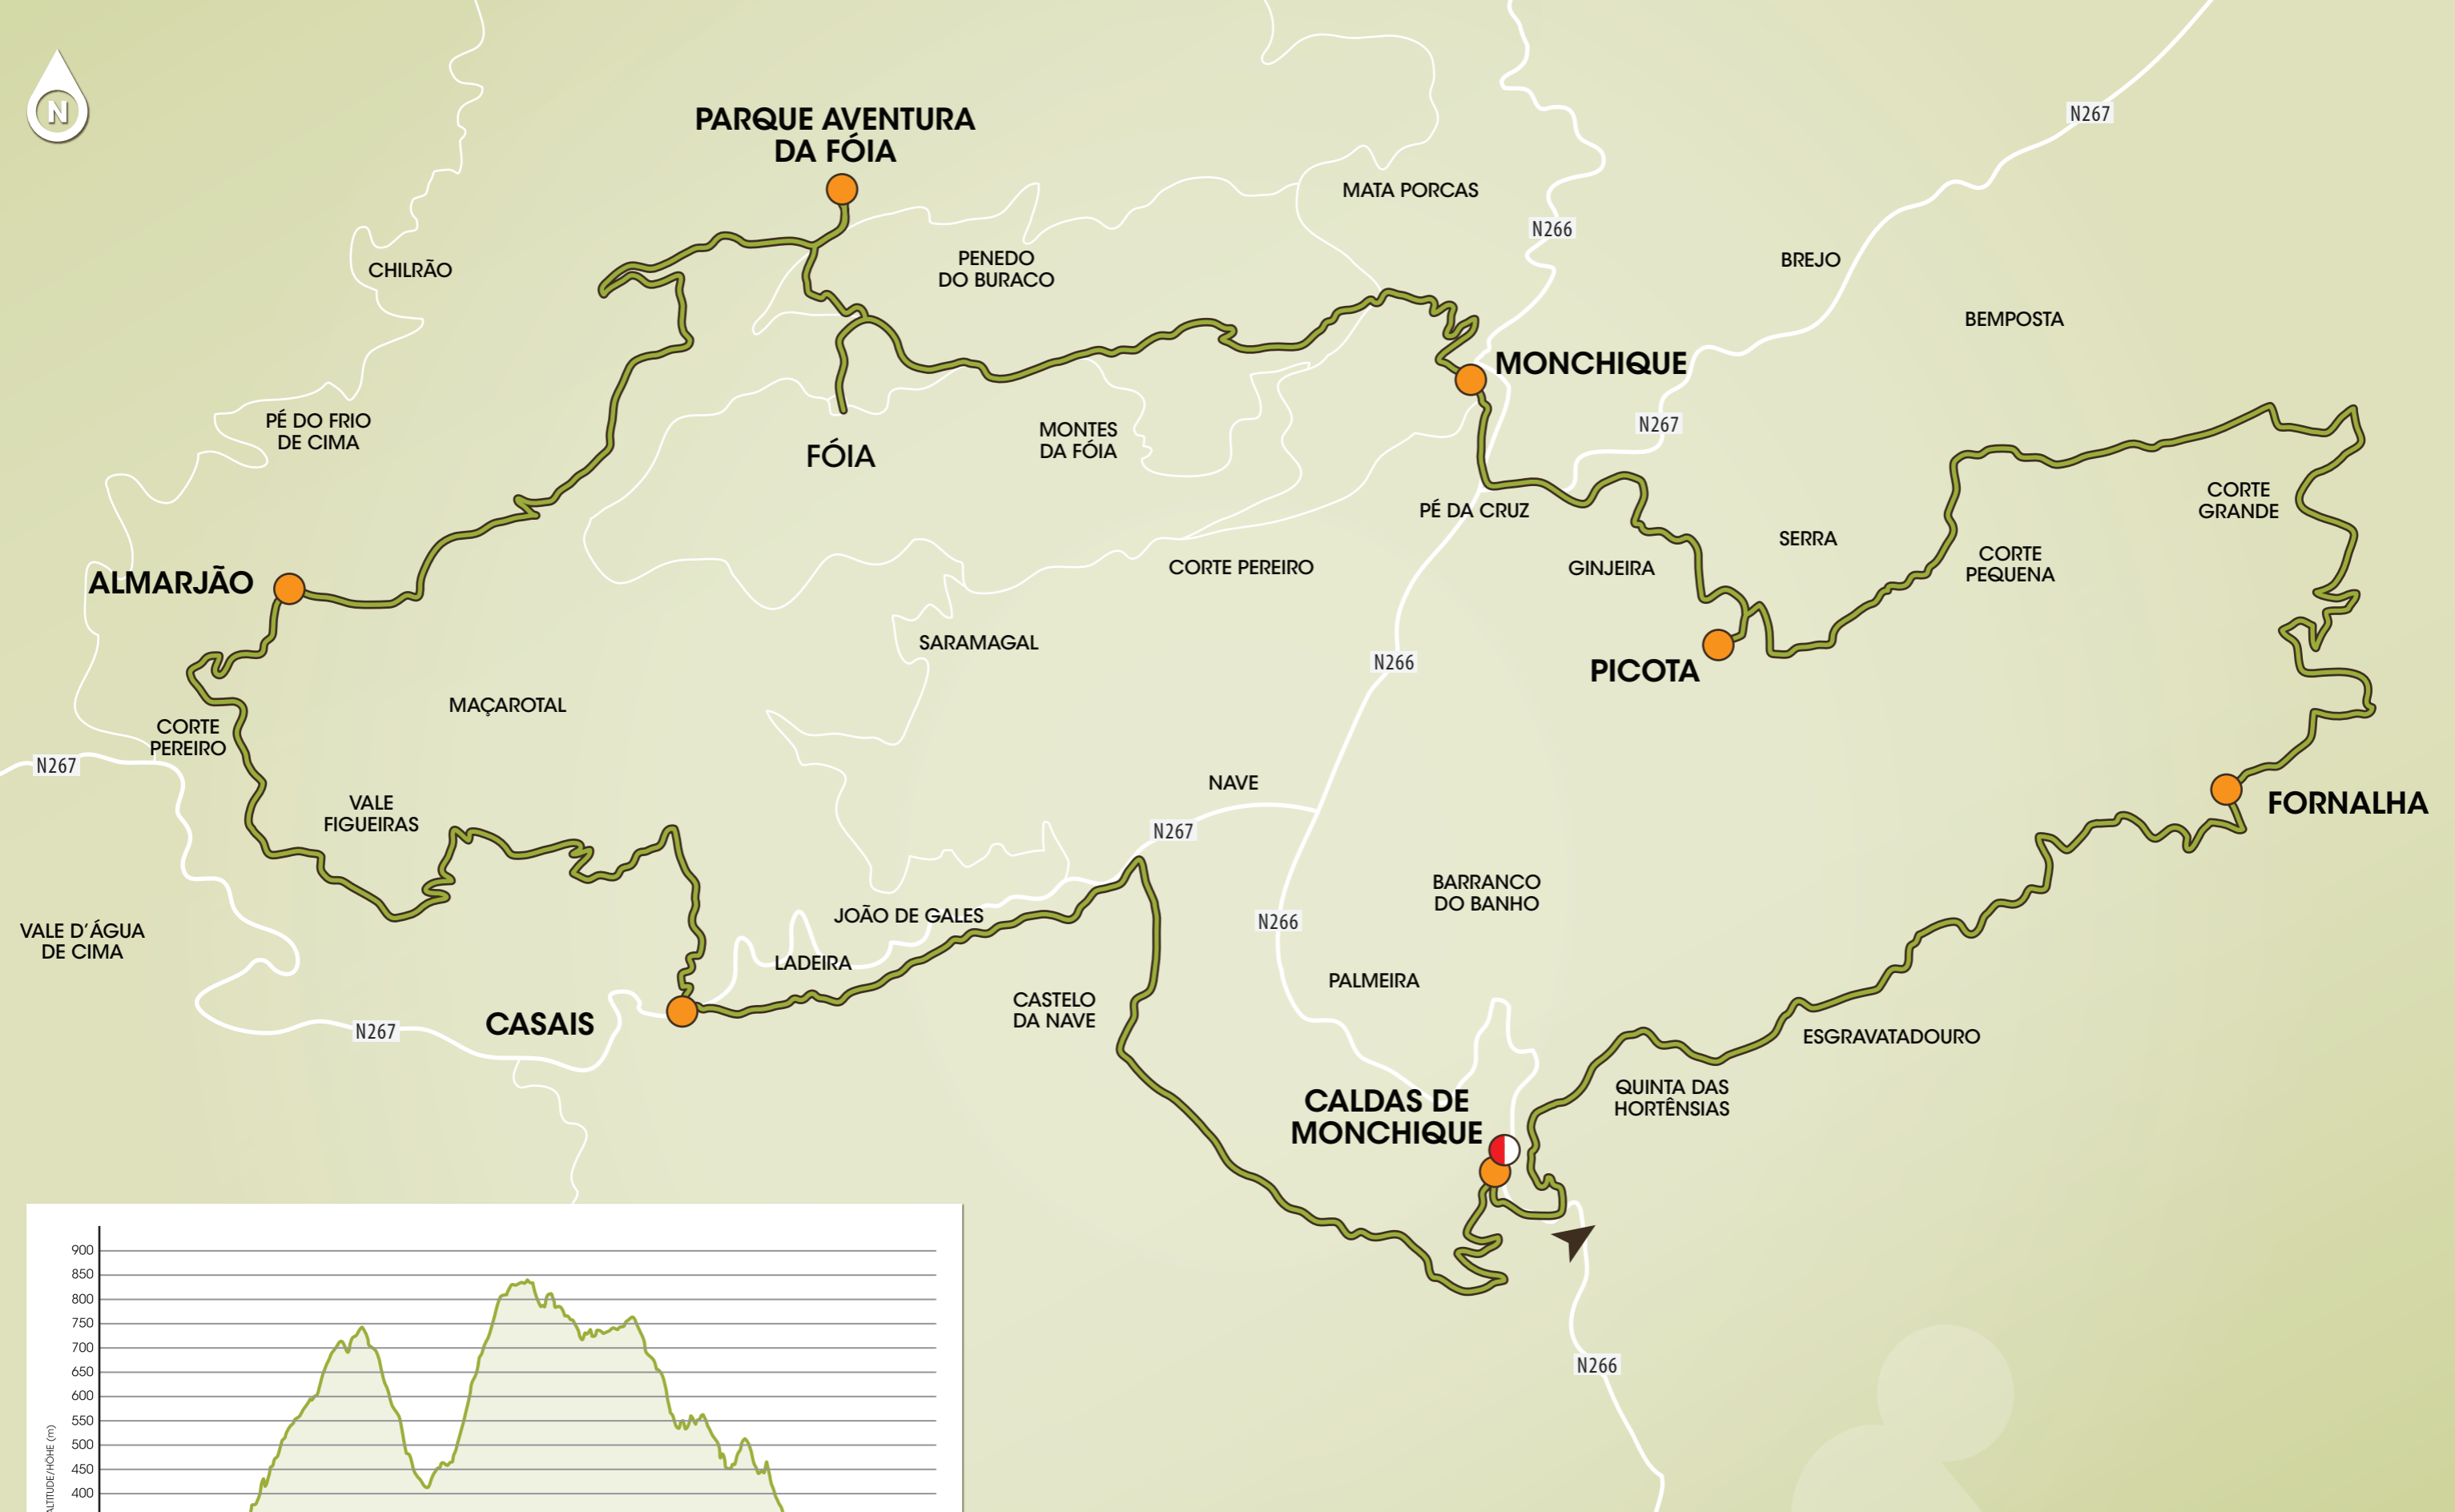 N
PARQUE AVENTURA
DA FÓIA
N267
MATA PORCAS
N266
CHILRÃO
PENEDO
DO BURACO
BREJO
BEMPOSTA
MONCHIQUE
PÉ DO FRIO
DE CIMA
FÓIA
MONTES
DA FÓIA
N267
PÉ DA CRUZ
CORTE
GRANDE
SERRA
GINJEIRA
CORTE
PEQUENA
CORTE PEREIRO
ALMARJÃO
SARAMAGAL
N266
PICOTA
MAÇAROTAL
CORTE
PEREIRO
N267
NAVE
VALE
FIGUEIRAS
N267
FORNALHA
BARRANCO
DO BANHO
N266
JOÃO DE GALES
VALE D'ÁGUA
DE CIMA
LADEIRA
PALMEIRA
CASTELO
DA NAVE
CASAIS
N267
ESGRAVATADOURO
CALDAS DE
MONCHIQUE
QUINTA DAS
HORTÊNSIAS
N266
900
850
800
750
700
650
600
550
500
450
400
ALTITUDE/HÖHE (m)